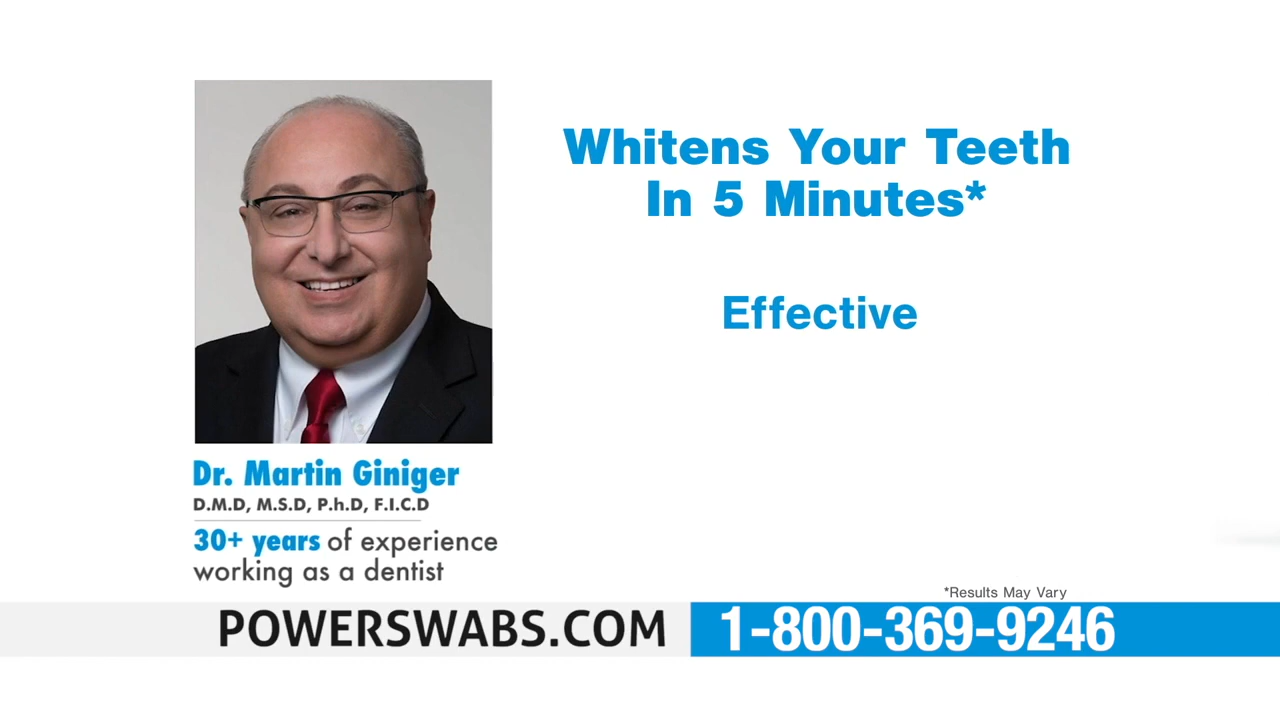 Whitens Your Teeth
In 5 Minutes*
Effective
Dr. Martin Giniger
D.M.D, M.S.D, P.h.D, F.I.C.D
30+ years of experience
working as a dentist
*Results May Vary
POWERSWABS.COM
1-800-369-9246